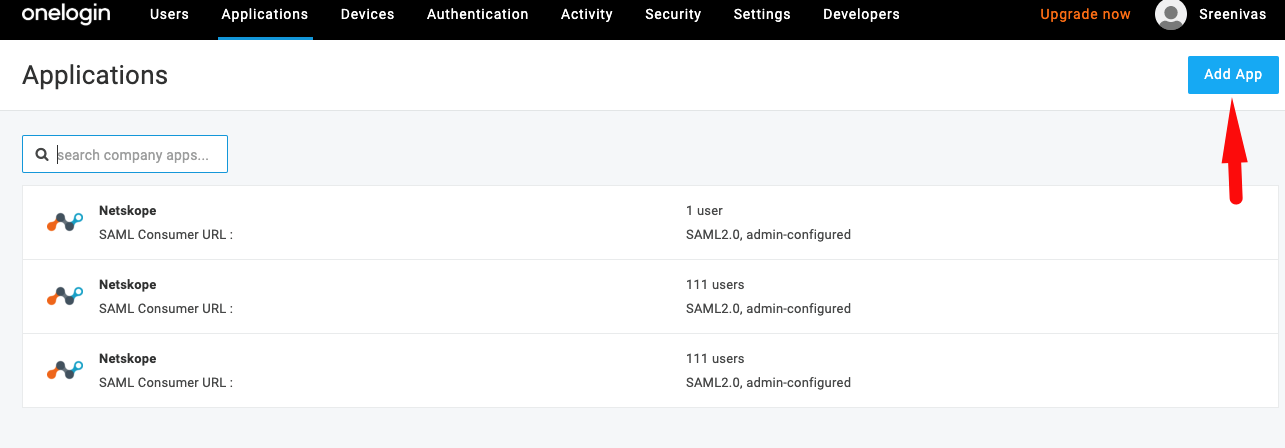 onelogin Users Applications Devices Authentication Activity Security Settings Developers Upgrade now Sreenivas
Applications
Add App
search company apps...
Netskope 1 user
SAML Consumer URL : SAML2.0, admin-configured
Netskope 111 users
SAML Consumer URL : SAML2.0, admin-configured
Netskope 111 users
SAML Consumer URL : SAML2.0, admin-configured